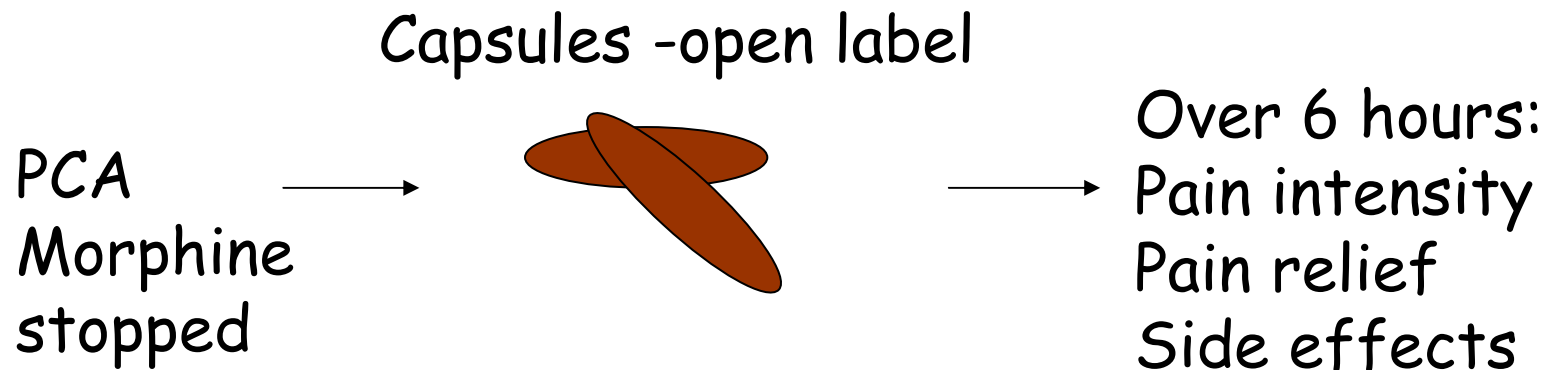 Capsules -open label
PCA
Morphine
stopped
Over 6 hours:
Pain intensity
Pain relief
Side effects